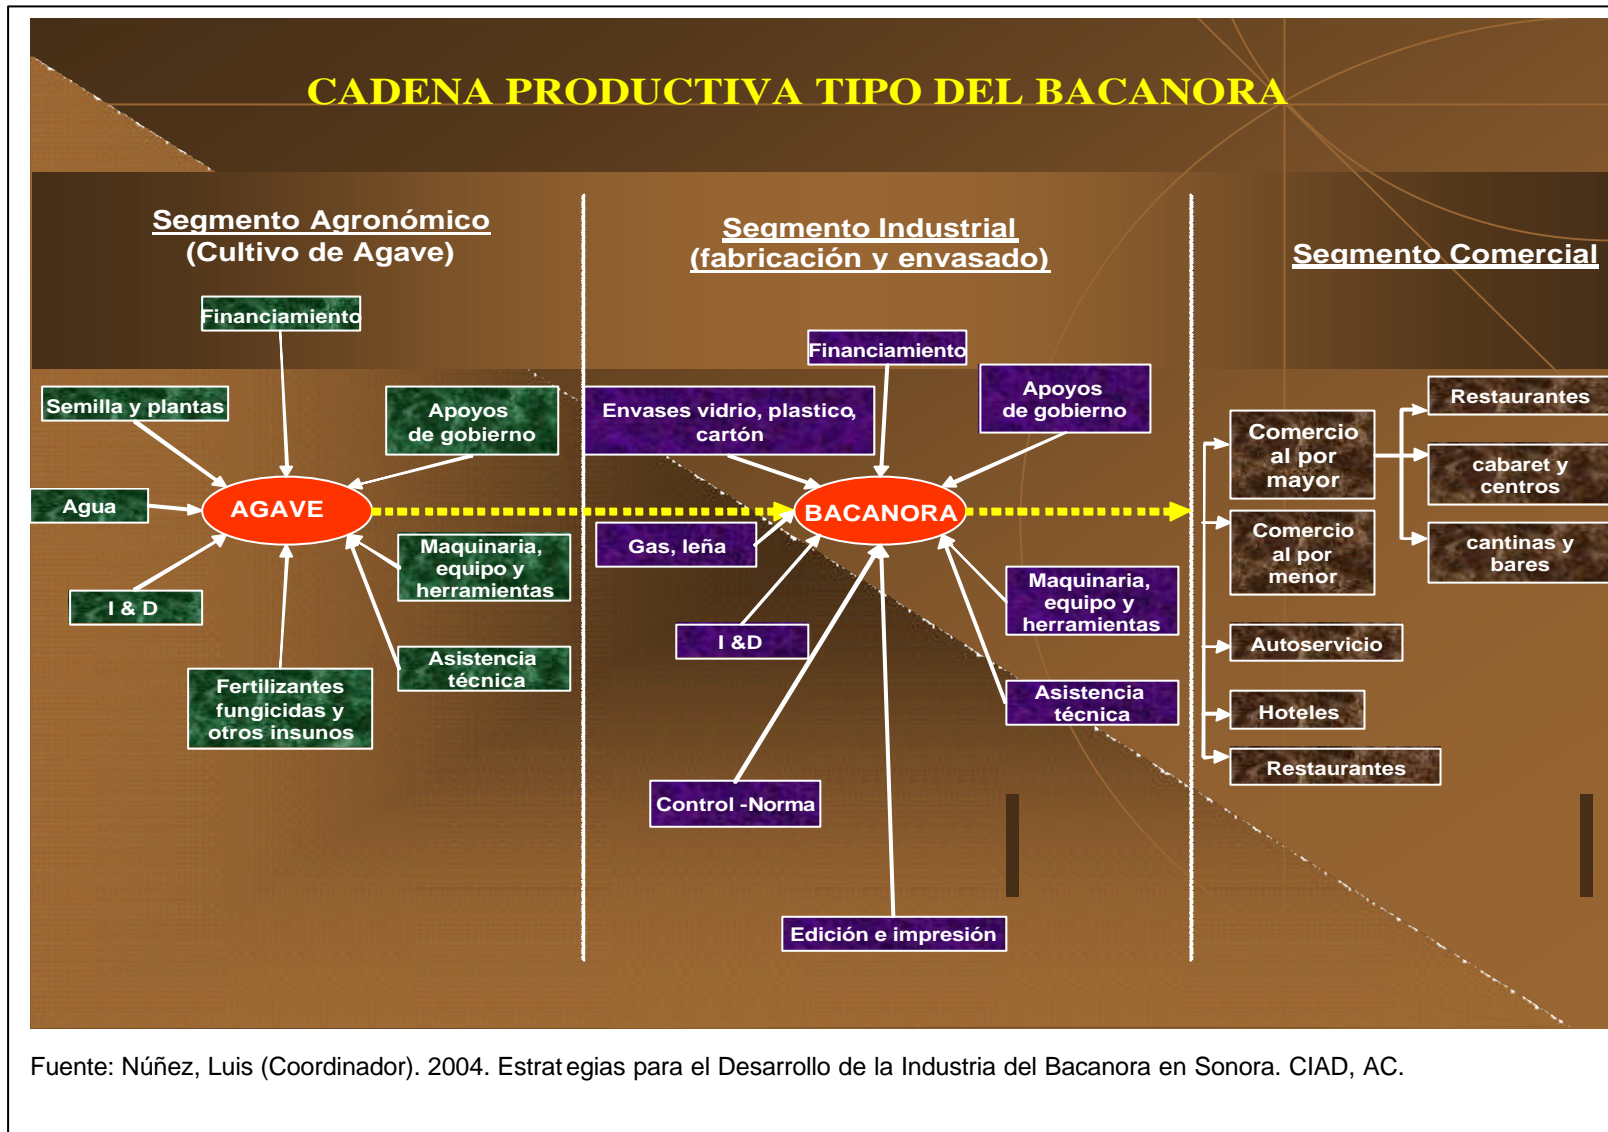 CADENA PRODUCTIVA TIPO DEL BACANORA
Segmento Agronómico
(Cultivo de Agave)
Financiamiento
Semilla y plantas
Apoyos
de gobierno
Agua
AGAVE
Maquinaria,
equipo y
herramientas
I & D
Asistencia
técnica
Fertilizantes
fungicidas y
otros insunos
Segmento Industrial
(fabricación y envasado)
Financiamiento
Envases vidrio, plastico,
cartón
Apoyos
de gobierno
BACANORA
Gas, leña
Maquinaria,
equipo y
herramientas
I &D
Asistencia
técnica
Control -Norma
Edición e impresión
Segmento Comercial
Comercio
al por
mayor
Restaurantes
cabaret y
centros
cantinas y
bares
Comercio
al por
menor
Autoservicio
Hoteles
Restaurantes
Fuente: Núñez, Luis (Coordinador). 2004. Estrat egias para el Desarrollo de la Industria del Bacanora en Sonora. CIAD, AC.